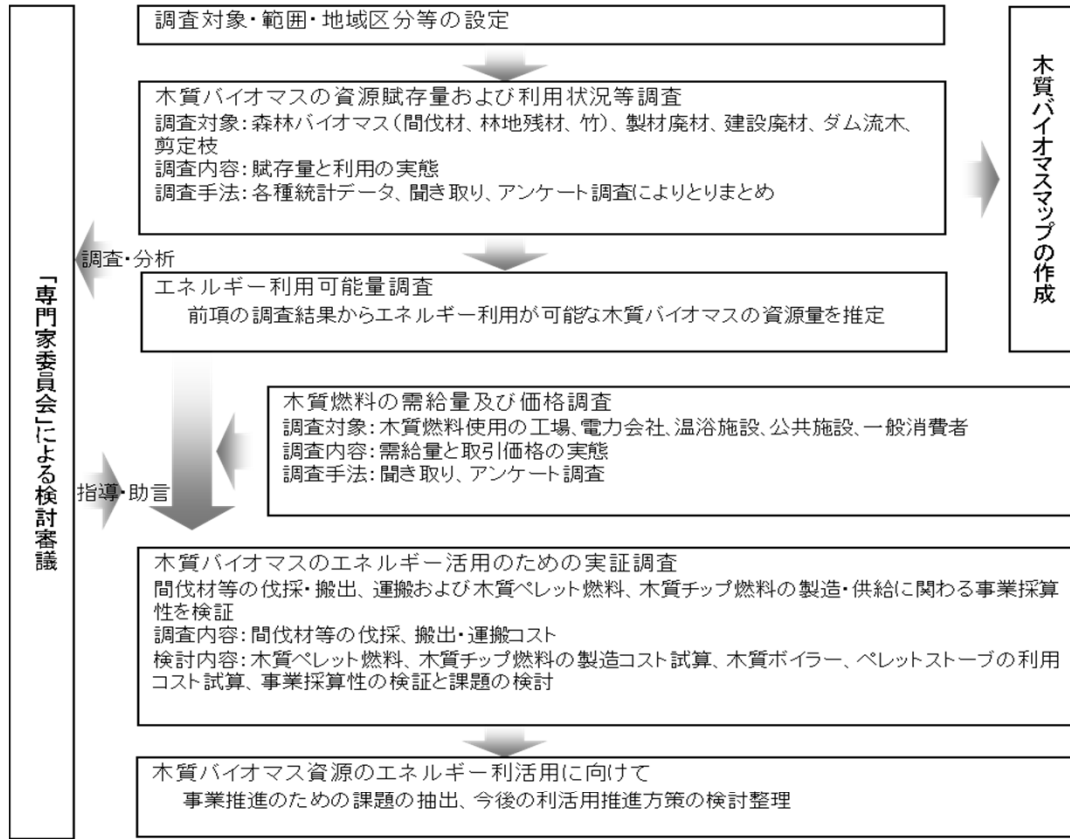 調査対象・範囲・地域区分等の設定
木質バイオマスの資源賦存量および利用状況等調査
調査対象:森林バイオマス(間伐材、林地残材、竹)、製材廃材、建設廃材、ダム流木、
剪定枝
調査内容:賦存量と利用の実態
調査手法:各種統計データ、聞き取り、アンケート調査によりとりまとめ
木質バイオマスマップの作成
調査・分析
エネルギー利用可能量調査
前項の調査結果からエネルギー利用が可能な木質バイオマスの資源量を推定
「専門家委員会」による検討審議
木質燃料の需給量及び価格調査
調査対象:木質燃料使用の工場、電力会社、温浴施設、公共施設、一般消費者
調査内容:需給量と取引価格の実態
調査手法:聞き取り、アンケート調査
指導・助言
木質バイオマスのエネルギー活用のための実証調査
間伐材等の伐採・搬出、運搬および木質ペレット燃料、木質チップ燃料の製造・供給に関わる事業採算
性を検証
調査内容:間伐材等の伐採、搬出・運搬コスト
検討内容:木質ペレット燃料、木質チップ燃料の製造コスト試算、木質ボイラー、ペレットストーブの利用
コスト試算、事業採算性の検証と課題の検討
木質バイオマス資源のエネルギー利活用に向けて
事業推進のための課題の抽出、今後の利活用推進方策の検討整理